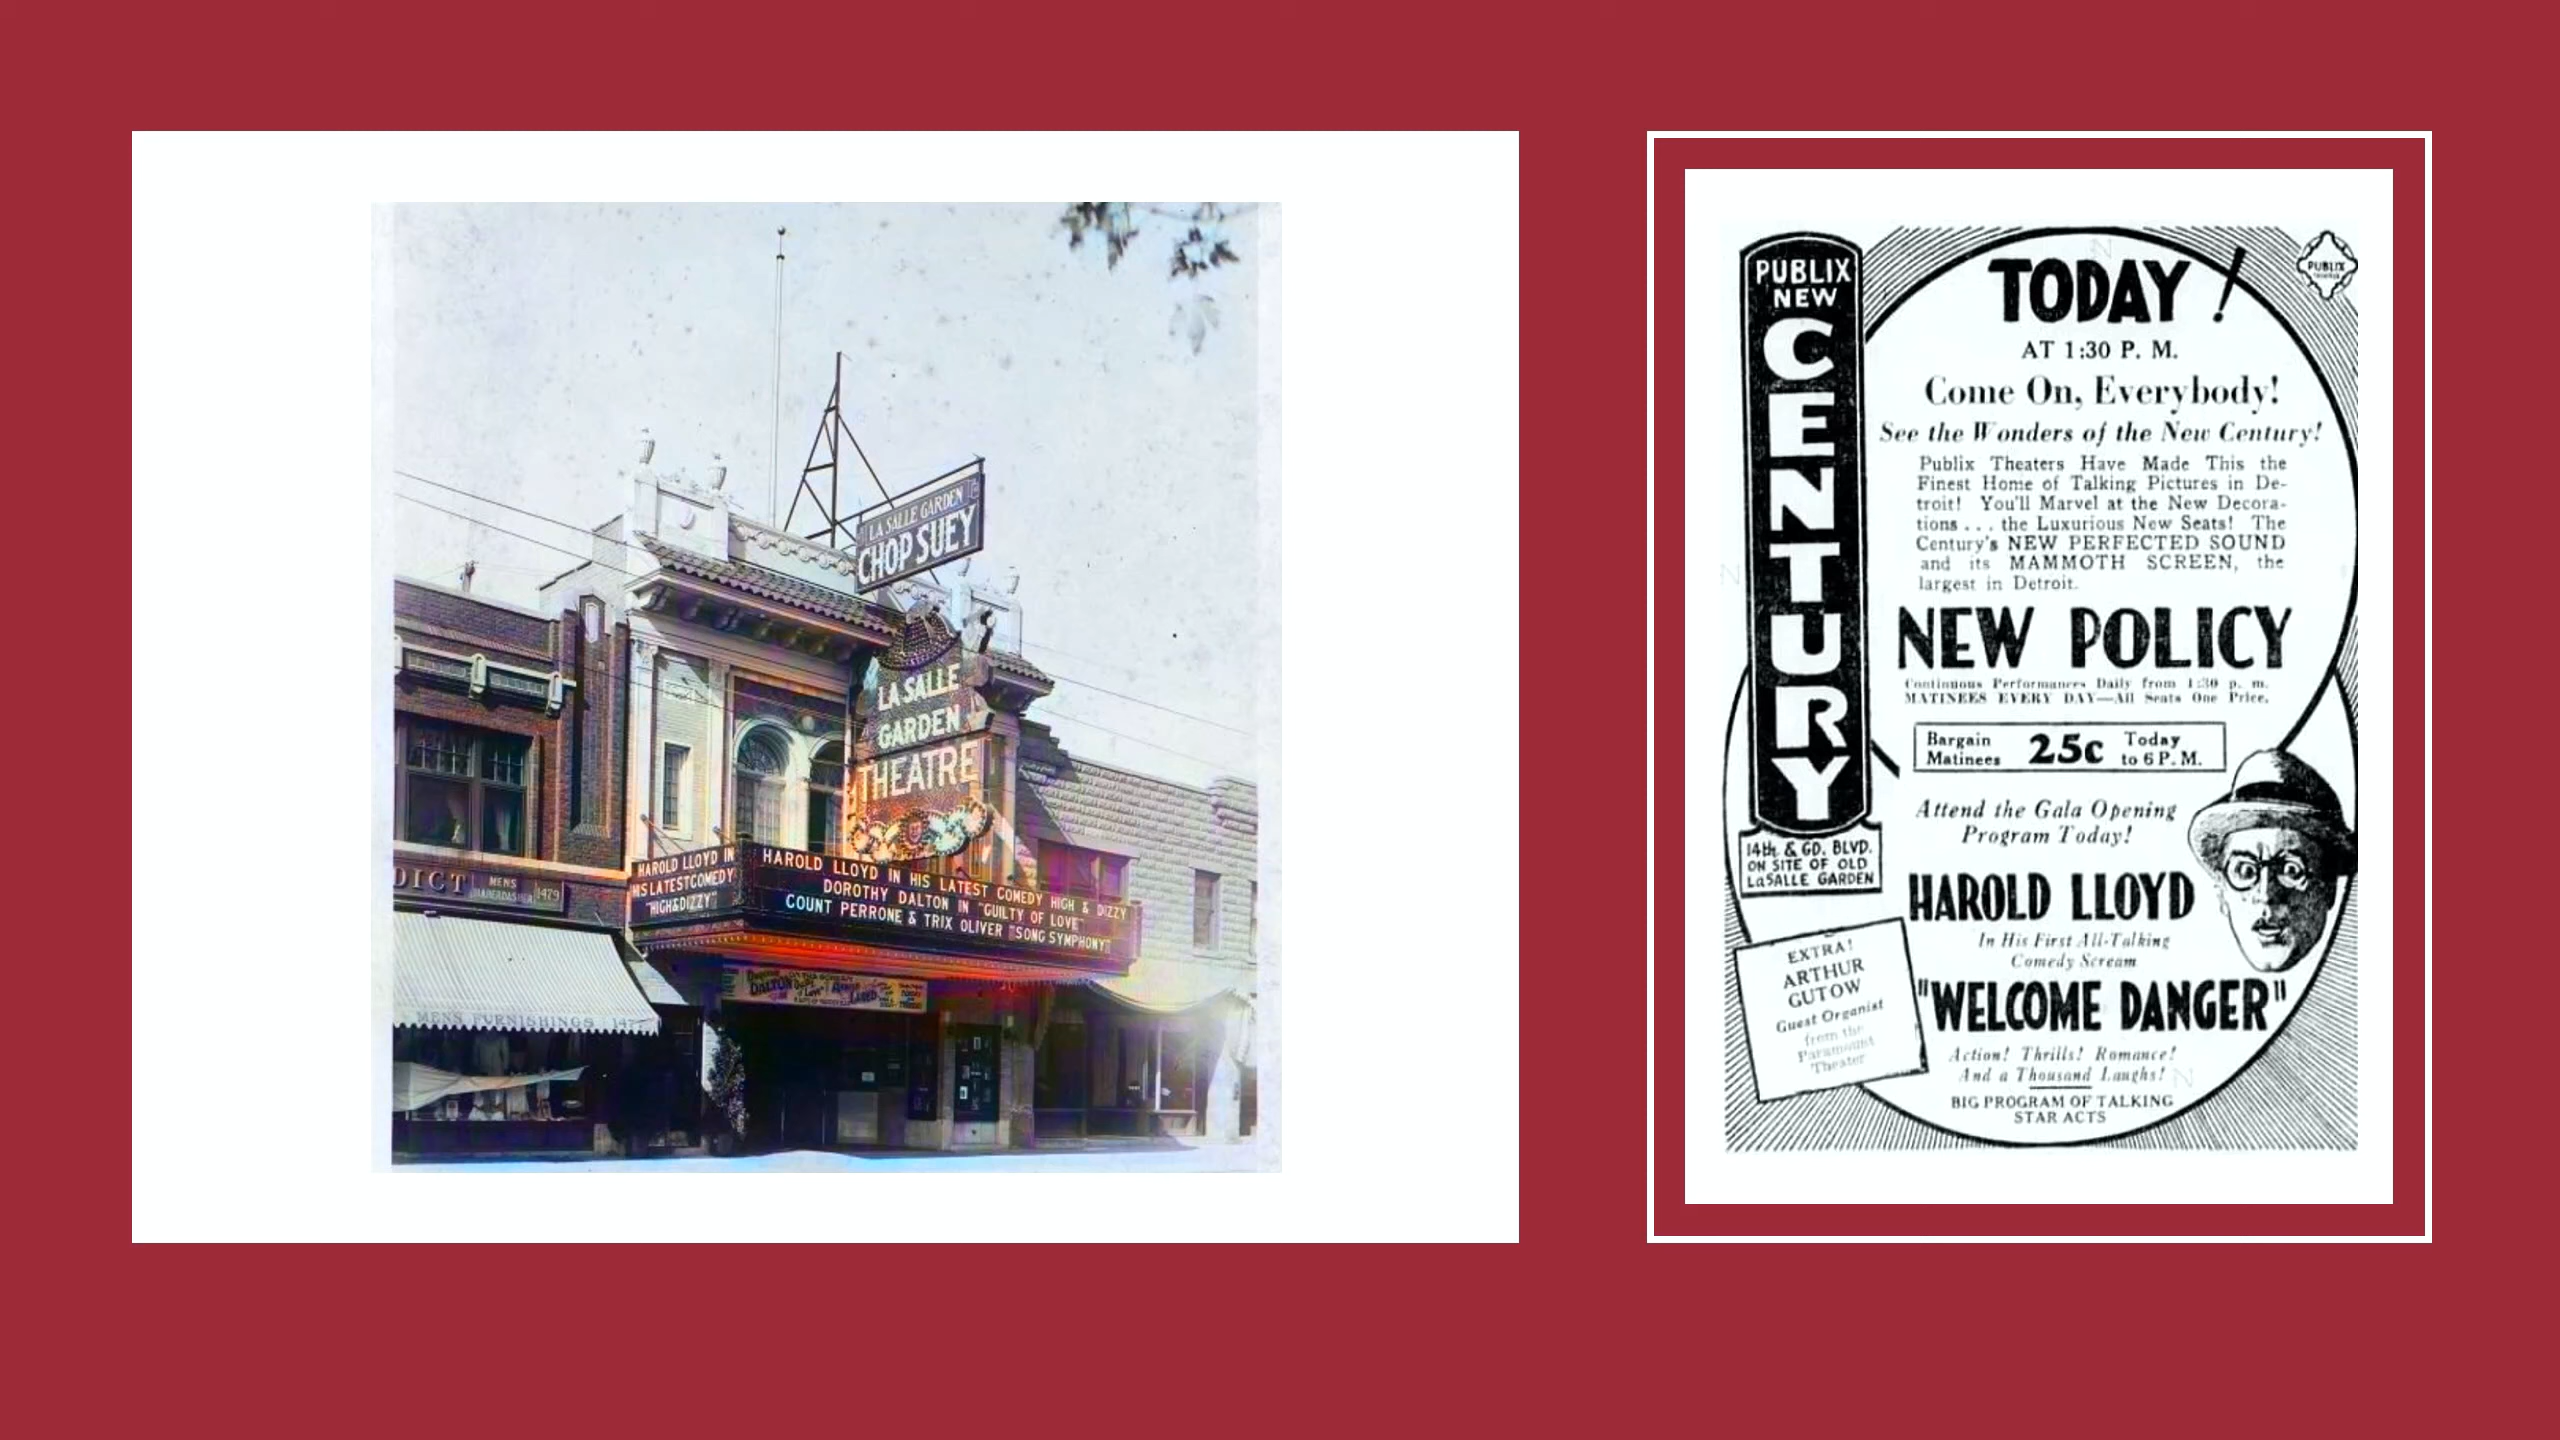 LA SALLE GARDEN
CHOP SUEY
LA SALLE
GARDEN
THEATRE
HAROLD LLOYD IN
HIS LATEST COMEDY
"HIGH & DIZZY"
HAROLD LLOYD IN HIS LATEST COMEDY HIGH & DIZZY
DOROTHY DALTON IN "GUILTY OF LOVE"
COUNT PERRONE & TRIX OLIVER "SONG SYMPHONY"
DICT
MENS
1479
DALTON
MENS FURNISHINGS
PUBLIX
NEW
CENTURY
14th & GD. BLVD.
ON SITE OF OLD
LaSALLE GARDEN
PUBLIX
TODAY!
AT 1:30 P. M.
Come On, Everybody!
See the Wonders of the New Century!
Publix Theaters Have Made This the
Finest Home of Talking Pictures in De-
troit! You'll Marvel at the New Decora-
tions . . . the Luxurious New Seats! The
Century's NEW PERFECTED SOUND
and its MAMMOTH SCREEN, the
largest in Detroit.
NEW POLICY
Continuous Performances Daily from 1:30 p. m.
MATINEES EVERY DAY—All Seats One Price.
Bargain Matinees 25c Today to 6 P. M.
Attend the Gala Opening
Program Today!
HAROLD LLOYD
In His First All-Talking
Comedy Scream
"WELCOME DANGER"
Action! Thrills! Romance!
And a Thousand Laughs!
BIG PROGRAM OF TALKING
STAR ACTS
EXTRA!
ARTHUR
GUTOW
Guest Organist
from the
Paramount
Theater